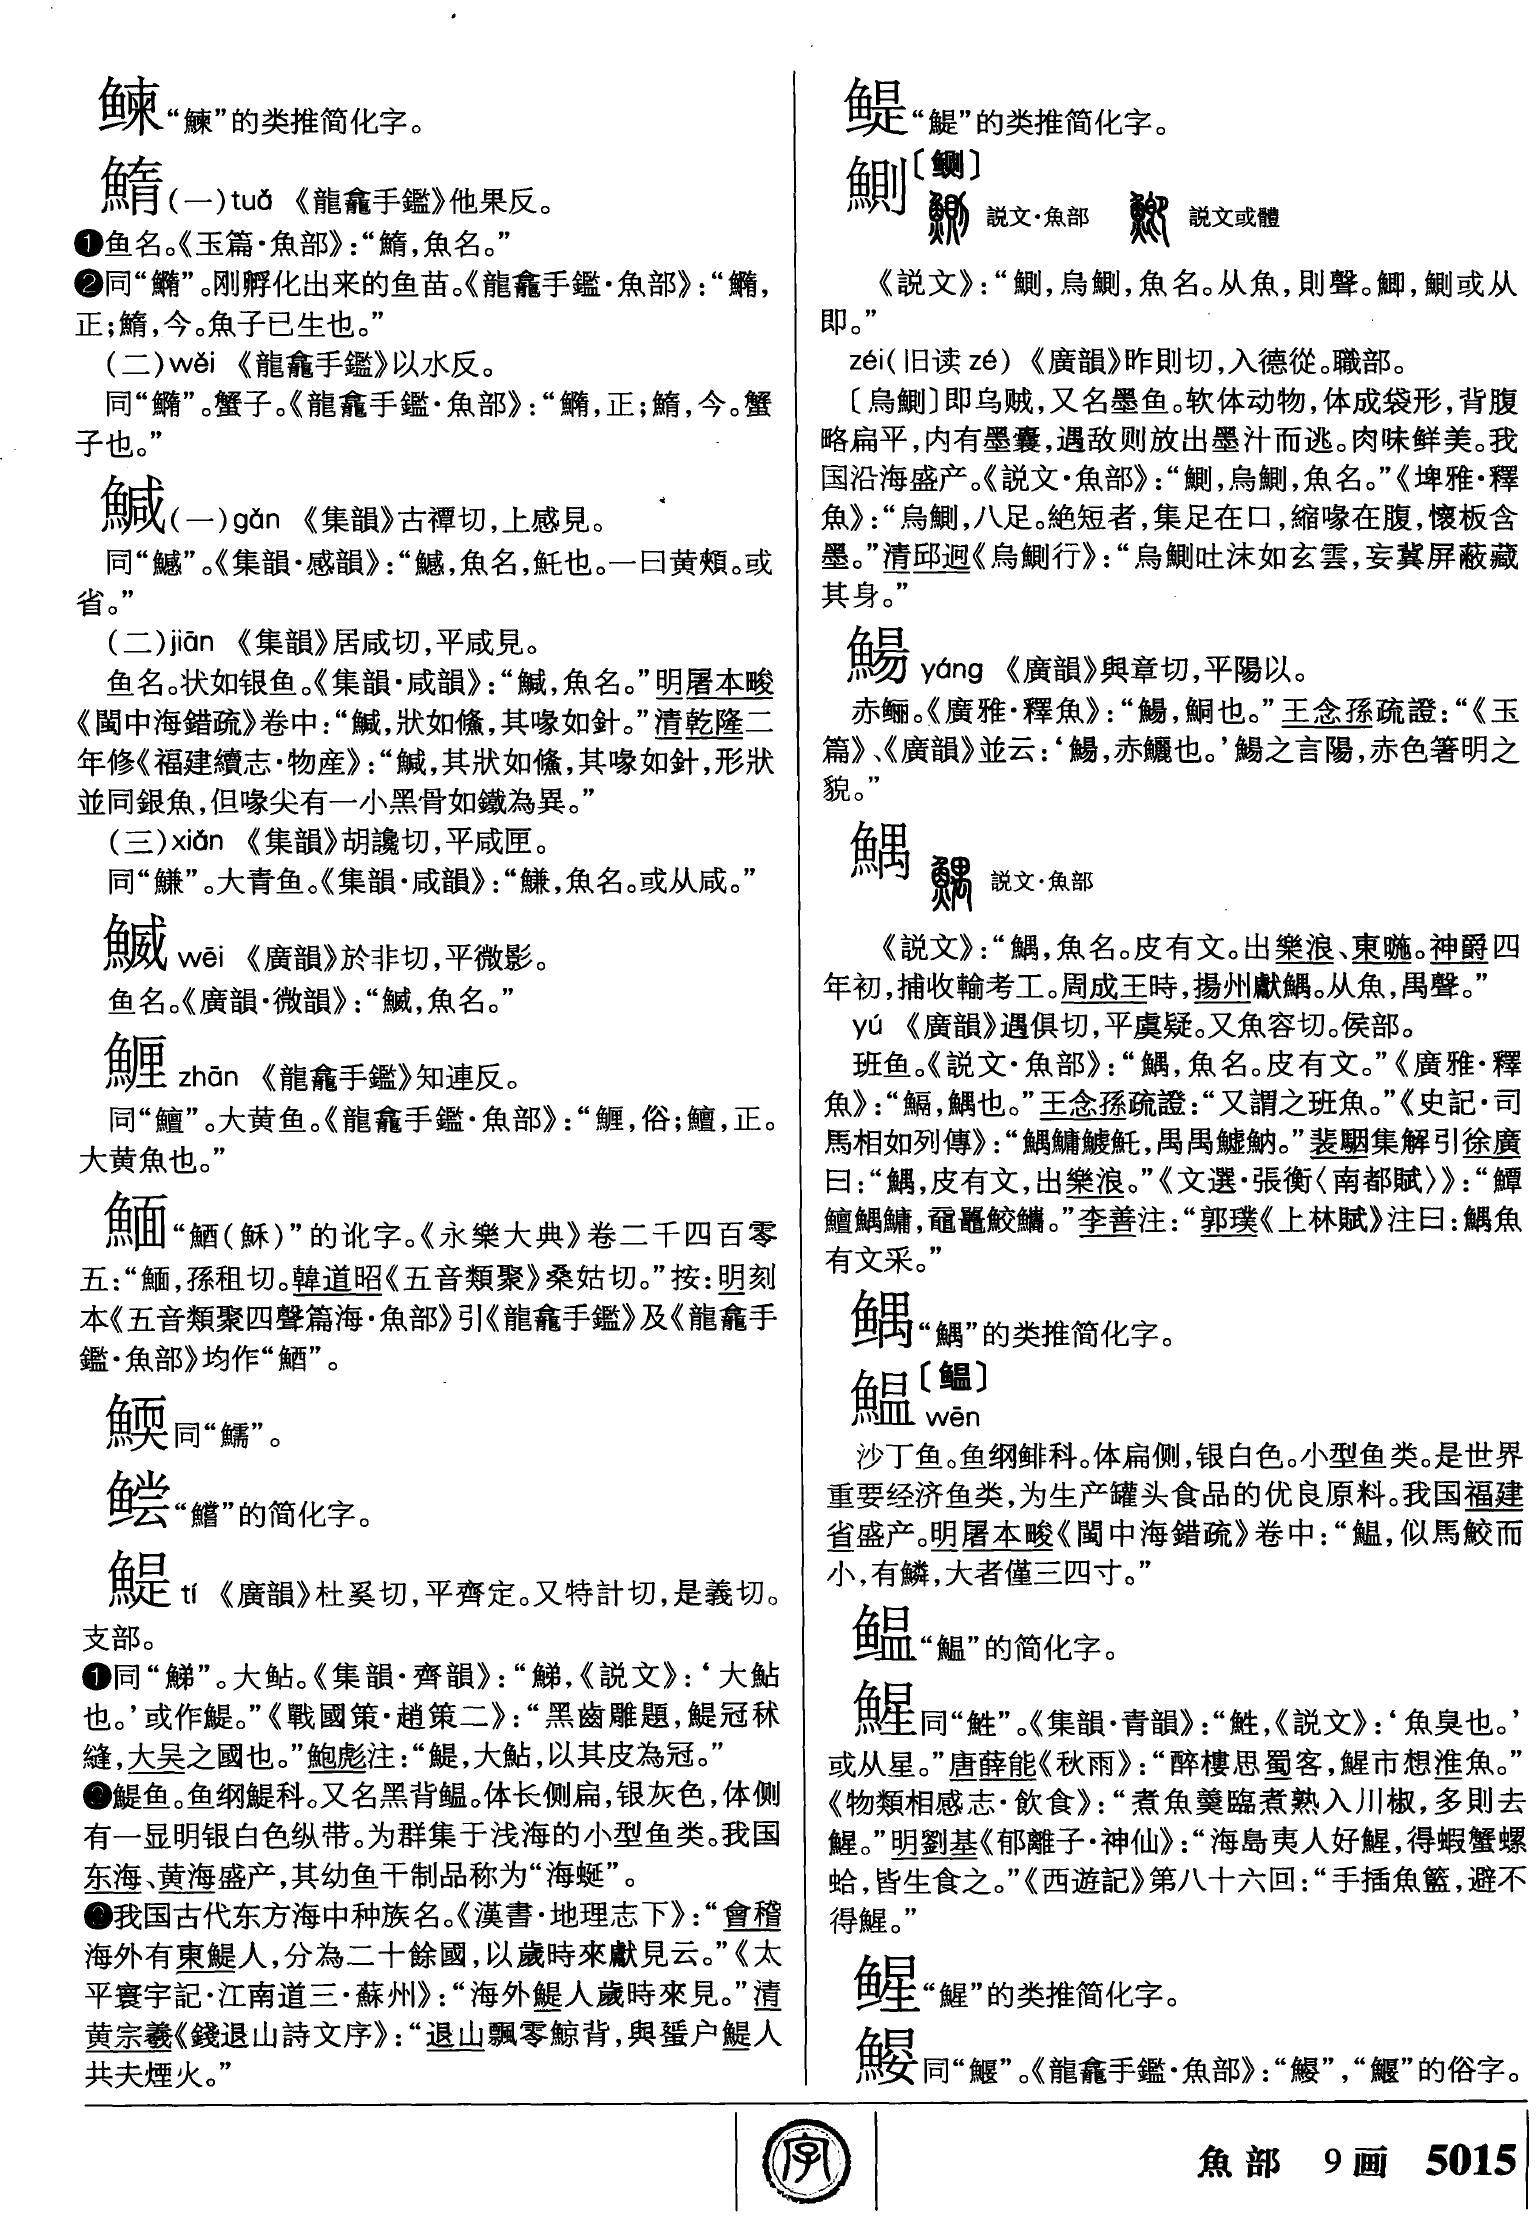 𫚢“鰊”的类推简化字。
䲊(一)tuǒ 《龍龕手鑑》他果反。
❶鱼名。《玉篇·魚部》：“鰖，魚名。”
❷同“䲊”。刚孵化出来的鱼苗。《龍龕手鑑·魚部》：“䲊，
正；鰖，今。魚子已生也。”
(二)wěi 《龍龕手鑑》以水反。
同“䲊”。蟹子。《龍龕手鑑·魚部》：“䲊，正；鰖，今。蟹
子也。”
鰔(一)gǎn 《集韻》古禫切，上感見。
同“鱤”。《集韻·感韻》：“鱤，魚名，魠也。一曰黄頰。或
省。”
(二)jiān 《集韻》居咸切，平咸見。
鱼名。状如银鱼。《集韻·咸韻》：“鰔，魚名。”明屠本畯
《閩中海錯疏》卷中：“鰔，狀如鯈，其喙如針。”清乾隆二
年修《福建續志·物産》：“鰔，其狀如鯈，其喙如針，形狀
並同銀魚，但喙尖有一小黑骨如鐵為異。”
(三)xiǎn 《集韻》胡讒切，平咸匣。
同“鰜”。大青鱼。《集韻·咸韻》：“鰜，魚名。或从咸。”
鰄 wēi 《廣韻》於非切，平微影。
鱼名。《廣韻·微韻》：“鰄，魚名。”
zhān 《龍龕手鑑》知連反。
同“鱣”。大黄鱼。《龍龕手鑑·魚部》：“，俗；鱣，正。
大黄魚也。”
“(穌)”的讹字。《永樂大典》卷二千四百零
五：“，孫租切。韓道昭《五音類聚》桑姑切。”按：明刻
本《五音類聚四聲篇海·魚部》引《龍龕手鑑》及《龍龕手
鑑·魚部》均作“”。
䱭同“鱬”。
鲿“鱨”的简化字。
鯷 tí 《廣韻》杜奚切，平齊定。又特計切，是義切。
支部。
❶同“鮷”。大鲇。《集韻·齊韻》：“鮷，《説文》：‘大鮎
也。’或作鯷。”《戰國策·趙策二》：“黑齒雕題，鯷冠秫
縫，大吴之國也。”鮑彪注：“鯷，大鮎，以其皮為冠。”
❷鯷鱼。鱼纲鯷科。又名黑背鳁。体长侧扁，银灰色，体侧
有一显明银白色纵带。为群集于浅海的小型鱼类。我国
东海、黄海盛产，其幼鱼干制品称为“海蜒”。
❸我国古代东方海中种族名。《漢書·地理志下》：“會稽
海外有東鯷人，分為二十餘國，以歲時來獻見云。”《太
平寰宇記·江南道三·蘇州》：“海外鯷人歲時來見。”清
黄宗羲《錢退山詩文序》：“退山飄零鯨背，與蜑户鯷人
共夫煙火。”
鳀“鯷”的类推简化字。
鰂〔鲗〕
説文·魚部 説文或體
《説文》：“鰂，烏鰂，魚名。从魚，則聲。鯽，鰂或从
即。”
zéi(旧读 zé) 《廣韻》昨則切，入德從。職部。
〔烏鰂〕即乌贼，又名墨鱼。软体动物，体成袋形，背腹
略扁平，内有墨囊，遇敌则放出墨汁而逃。肉味鲜美。我
国沿海盛产。《説文·魚部》：“鰂，烏鰂，魚名。”《埤雅·釋
魚》：“烏鰂，八足。絶短者，集足在口，縮喙在腹，懷板含
墨。”清邱迥《烏鰂行》：“烏鰂吐沫如玄雲，妄冀屏蔽藏
其身。”
鰑 yáng 《廣韻》與章切，平陽以。
赤鲡。《廣雅·釋魚》：“鰑，鮦也。”王念孫疏證：“《玉
篇》、《廣韻》並云：‘鰑，赤鱺也。’鰑之言陽，赤色箸明之
貌。”
鰅 説文·魚部
《説文》：“鰅，魚名。皮有文。出樂浪、東暆。神爵四
年初，捕收輸考工。周成王時，揚州獻鰅。从魚，禺聲。”
yú 《廣韻》遇俱切，平虞疑。又魚容切。侯部。
班鱼。《説文·魚部》：“鰅，魚名。皮有文。”《廣雅·釋
魚》：“鰏，鰅也。”王念孫疏證：“又謂之班魚。”《史記·司
馬相如列傳》：“鰅鱅鰬魠，禺禺鱋魶。”裴駰集解引徐廣
曰：“鰅，皮有文，出樂浪。”《文選·張衡〈南都賦〉》：“鱏
鱣鰅鱅，黿鼉鮫鱊。”李善注：“郭璞《上林賦》注曰：鰅魚
有文采。”
𩽹“鰅”的类推简化字。
鰮〔鳁〕
wēn
沙丁鱼。鱼纲鲱科。体扁侧，银白色。小型鱼类。是世界
重要经济鱼类，为生产罐头食品的优良原料。我国福建
省盛产。明屠本畯《閩中海錯疏》卷中：“鰮，似馬鮫而
小，有鱗，大者僅三四寸。”
鳁“鰮”的简化字。
鯹同“鮏”。《集韻·青韻》：“鮏，《説文》：‘魚臭也。’
或从星。”唐薛能《秋雨》：“醉樓思蜀客，鯹市想淮魚。”
《物類相感志·飲食》：“煮魚羹臨煮熟入川椒，多則去
鯹。”明劉基《郁離子·神仙》：“海島夷人好鯹，得蝦蟹螺
蛤，皆生食之。”《西遊記》第八十六回：“手插魚籃，避不
得鯹。”
“鯹”的类推简化字。
同“鰋”。《龍龕手鑑·魚部》：“”，“鰋”的俗字。
字
魚部 9画 5015